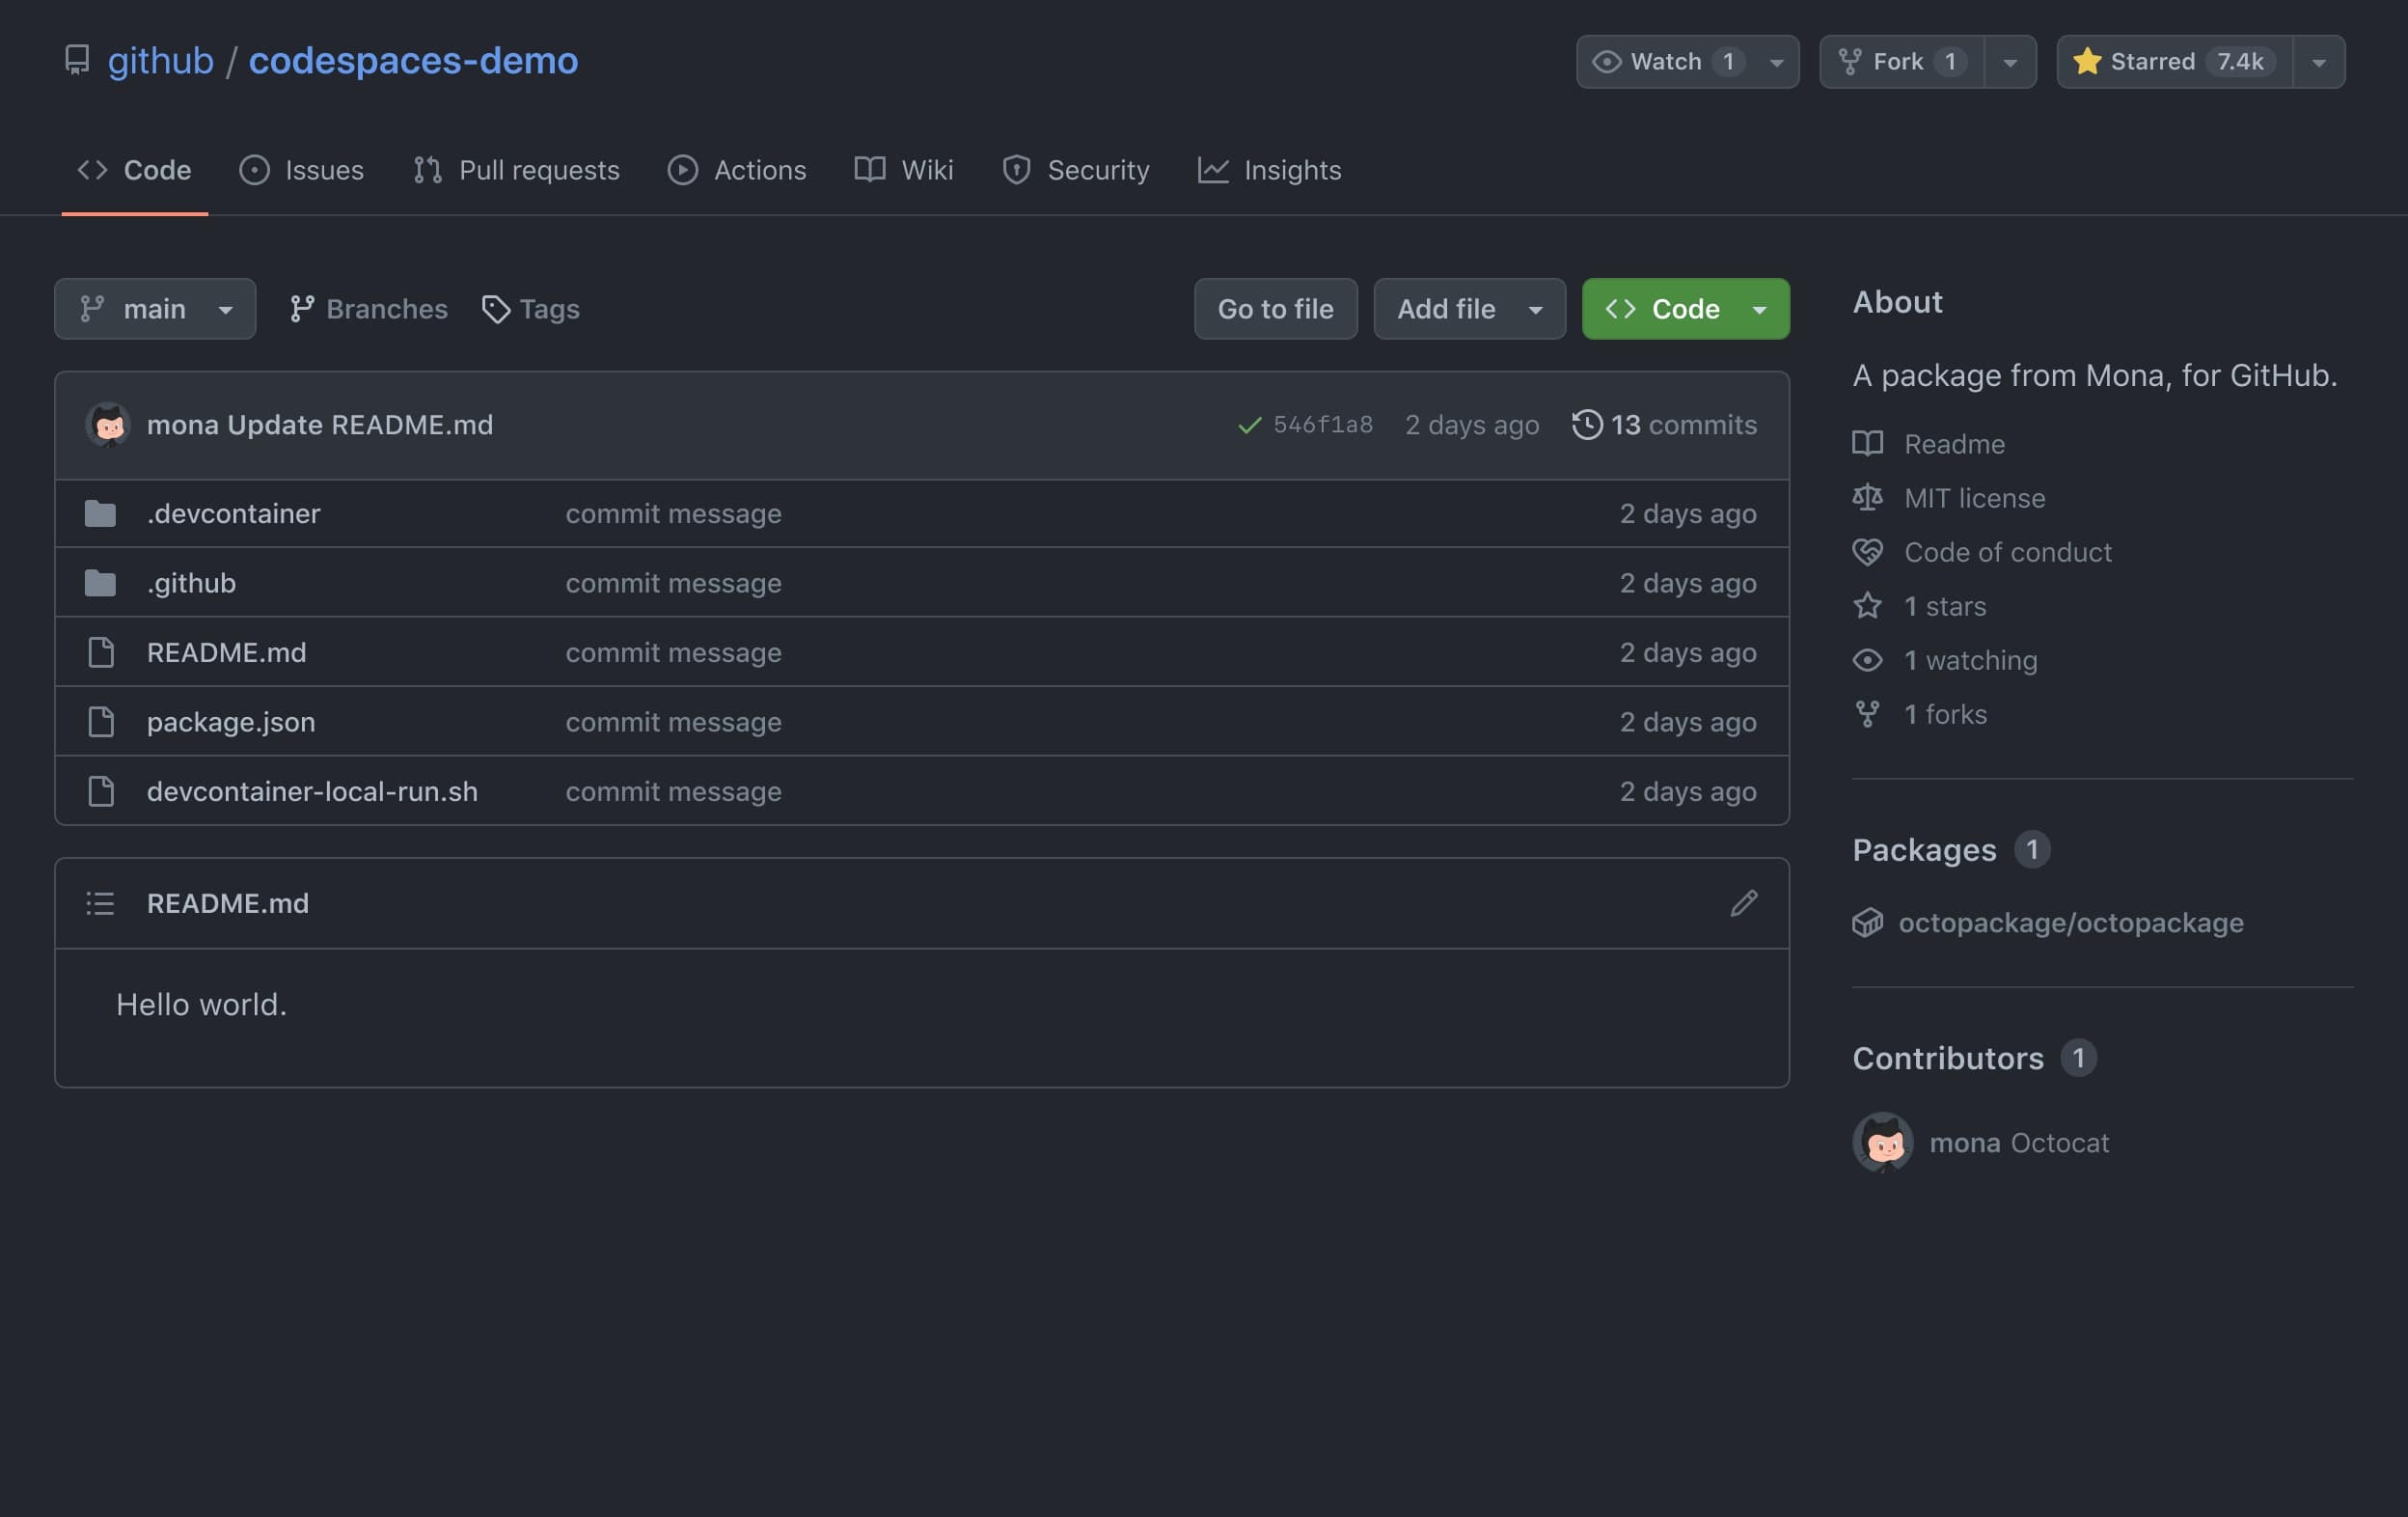 github / codespaces-demo
Watch 1
Fork 1
Starred 7.4k
Code
Issues
Pull requests
Actions
Wiki
Security
Insights
main
Branches
Tags
Go to file
Add file
Code
mona Update README.md 546f1a8 2 days ago 13 commits
.devcontainer commit message 2 days ago
.github commit message 2 days ago
README.md commit message 2 days ago
package.json commit message 2 days ago
devcontainer-local-run.sh commit message 2 days ago
README.md
Hello world.
About
A package from Mona, for GitHub.
Readme
MIT license
Code of conduct
1 stars
1 watching
1 forks
Packages 1
octopackage/octopackage
Contributors 1
mona Octocat